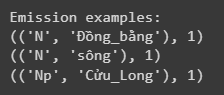 Emission examples:
(('N', 'Đồng_bằng'), 1)
(('N', 'sông'), 1)
(('Np', 'Cửu_Long'), 1)